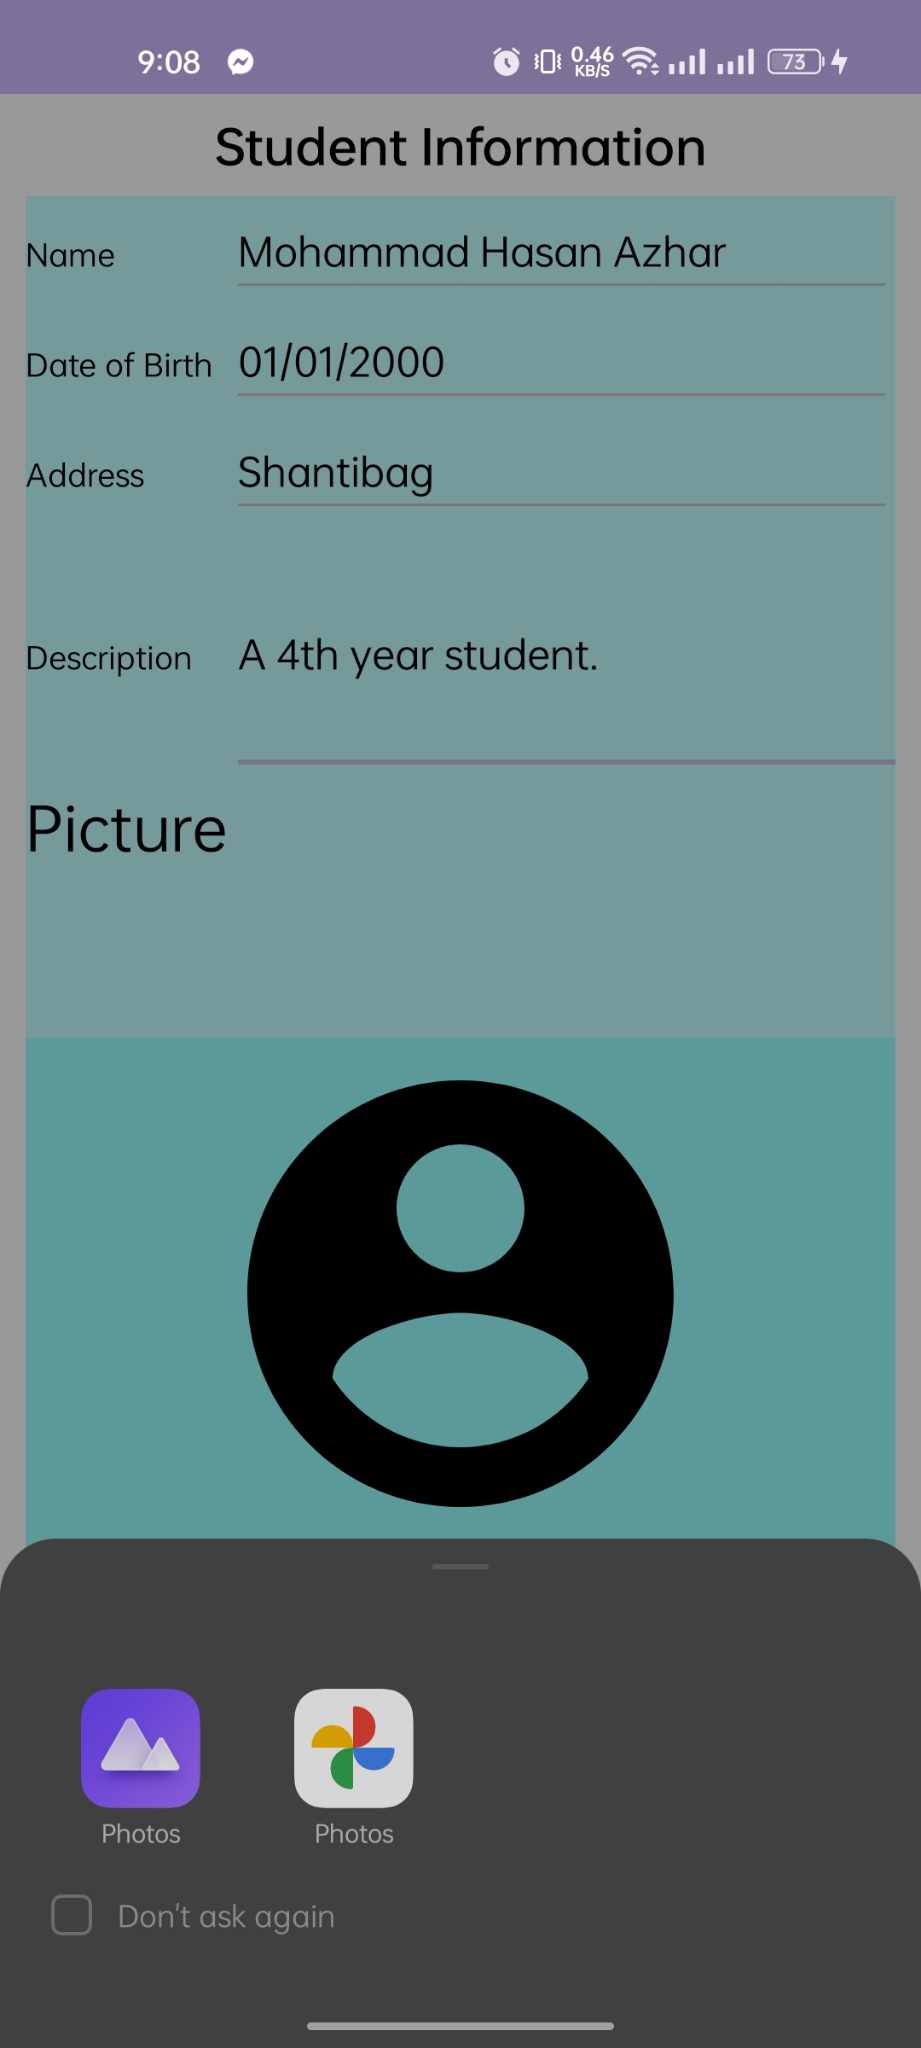 9:08 0.46 KB/S 73
Student Information
Name Mohammad Hasan Azhar
Date of Birth 01/01/2000
Address Shantibag
Description A 4th year student.
Picture
Photos Photos
Don't ask again